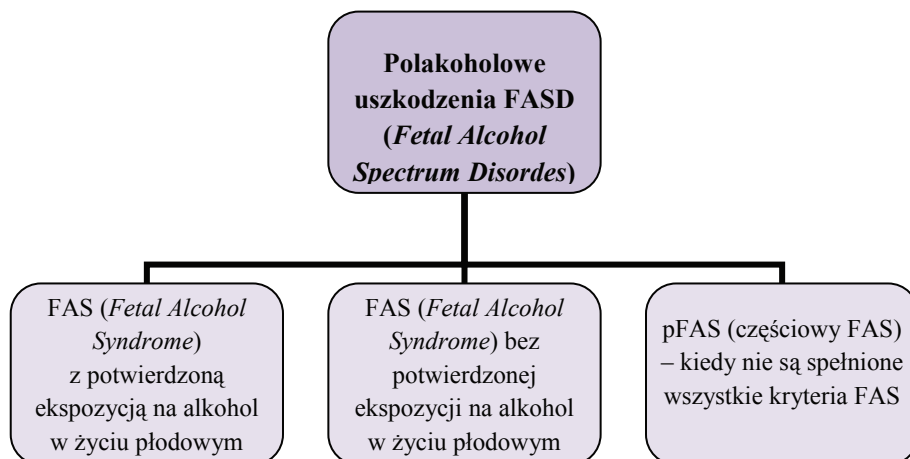 Polakoholowe
uszkodzenia FASD
(Fetal Alcohol
Spectrum Disordes)
FAS (Fetal Alcohol
Syndrome)
z potwierdzoną
ekspozycją na alkohol
w życiu płodowym
FAS (Fetal Alcohol
Syndrome) bez
potwierdzonej
ekspozycji na alkohol
w życiu płodowym
pFAS (częściowy FAS)
– kiedy nie są spełnione
wszystkie kryteria FAS